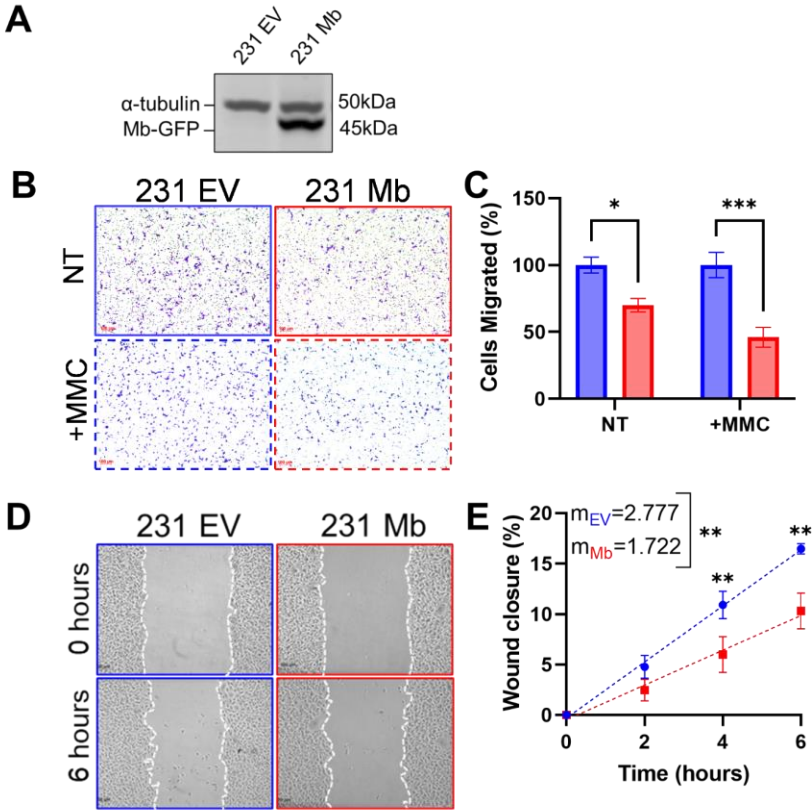 A
231 EV
231 Mb
α-tubulin
50kDa
Mb-GFP
45kDa
B
231 EV
231 Mb
NT
+MMC
C
Cells Migrated (%)
150
100
50
0
*
***
NT
+MMC
D
231 EV
231 Mb
0 hours
6 hours
E
Wound closure (%)
20
15
10
5
0
mEV=2.777
mMb=1.722
**
**
**
0
2
4
6
Time (hours)